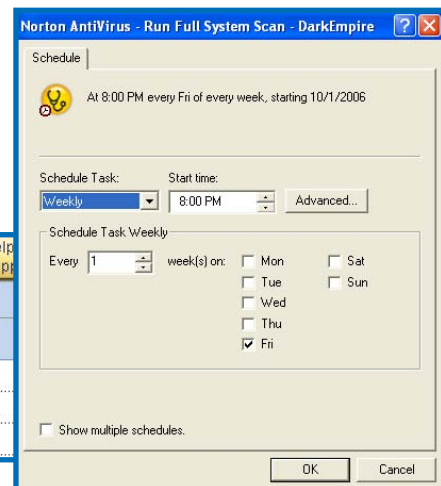 Norton AntiVirus - Run Full System Scan - DarkEmpire
Schedule
At 8:00 PM every Fri of every week, starting 10/1/2006
Schedule Task: Start time:
Weekly 8:00 PM Advanced...
Schedule Task Weekly
Every 1 week(s) on: Mon Sat
Tue Sun
Wed
Thu
Fri
Show multiple schedules.
OK Cancel